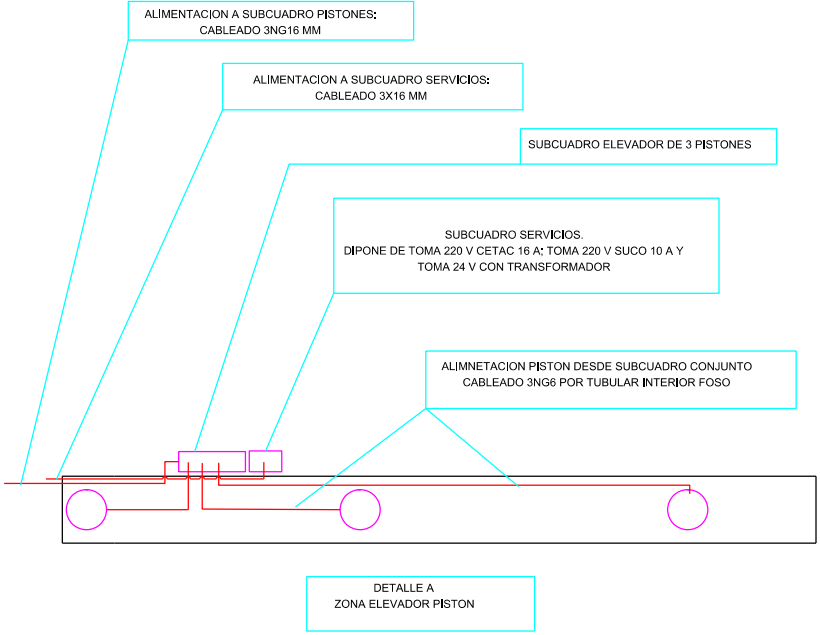 ALIMENTACION A SUBCUADRO PISTONES:
CABLEADO 3NG16 MM
ALIMENTACION A SUBCUADRO SERVICIOS:
CABLEADO 3X16 MM
SUBCUADRO ELEVADOR DE 3 PISTONES
SUBCUADRO SERVICIOS.
DIPONE DE TOMA 220 V CETAC 16 A; TOMA 220 V SUCO 10 A Y
TOMA 24 V CON TRANSFORMADOR
ALIMNETACION PISTON DESDE SUBCUADRO CONJUNTO
CABLEADO 3NG6 POR TUBULAR INTERIOR FOSO
DETALLE A
ZONA ELEVADOR PISTON